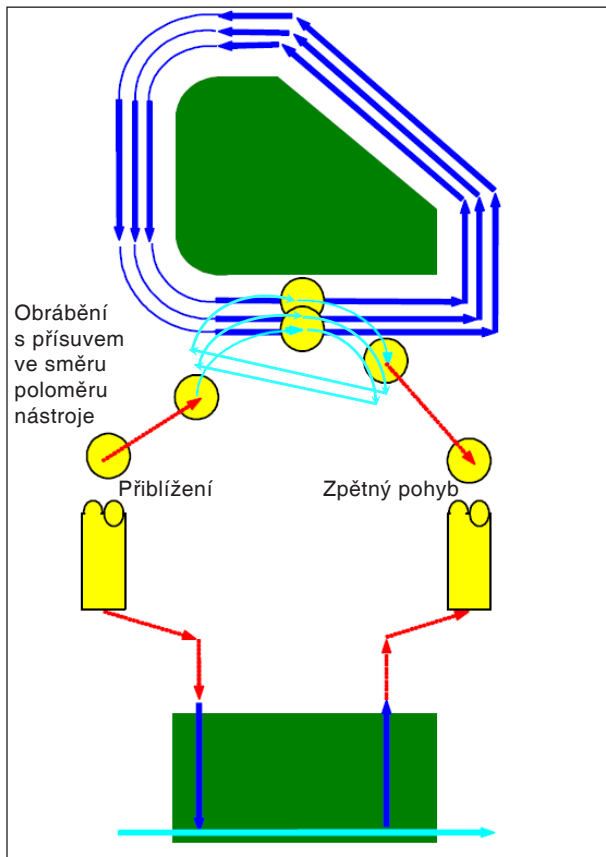 Obrábění
s přísuvem
ve směru
poloměru
nástroje
Přiblížení
Zpětný pohyb